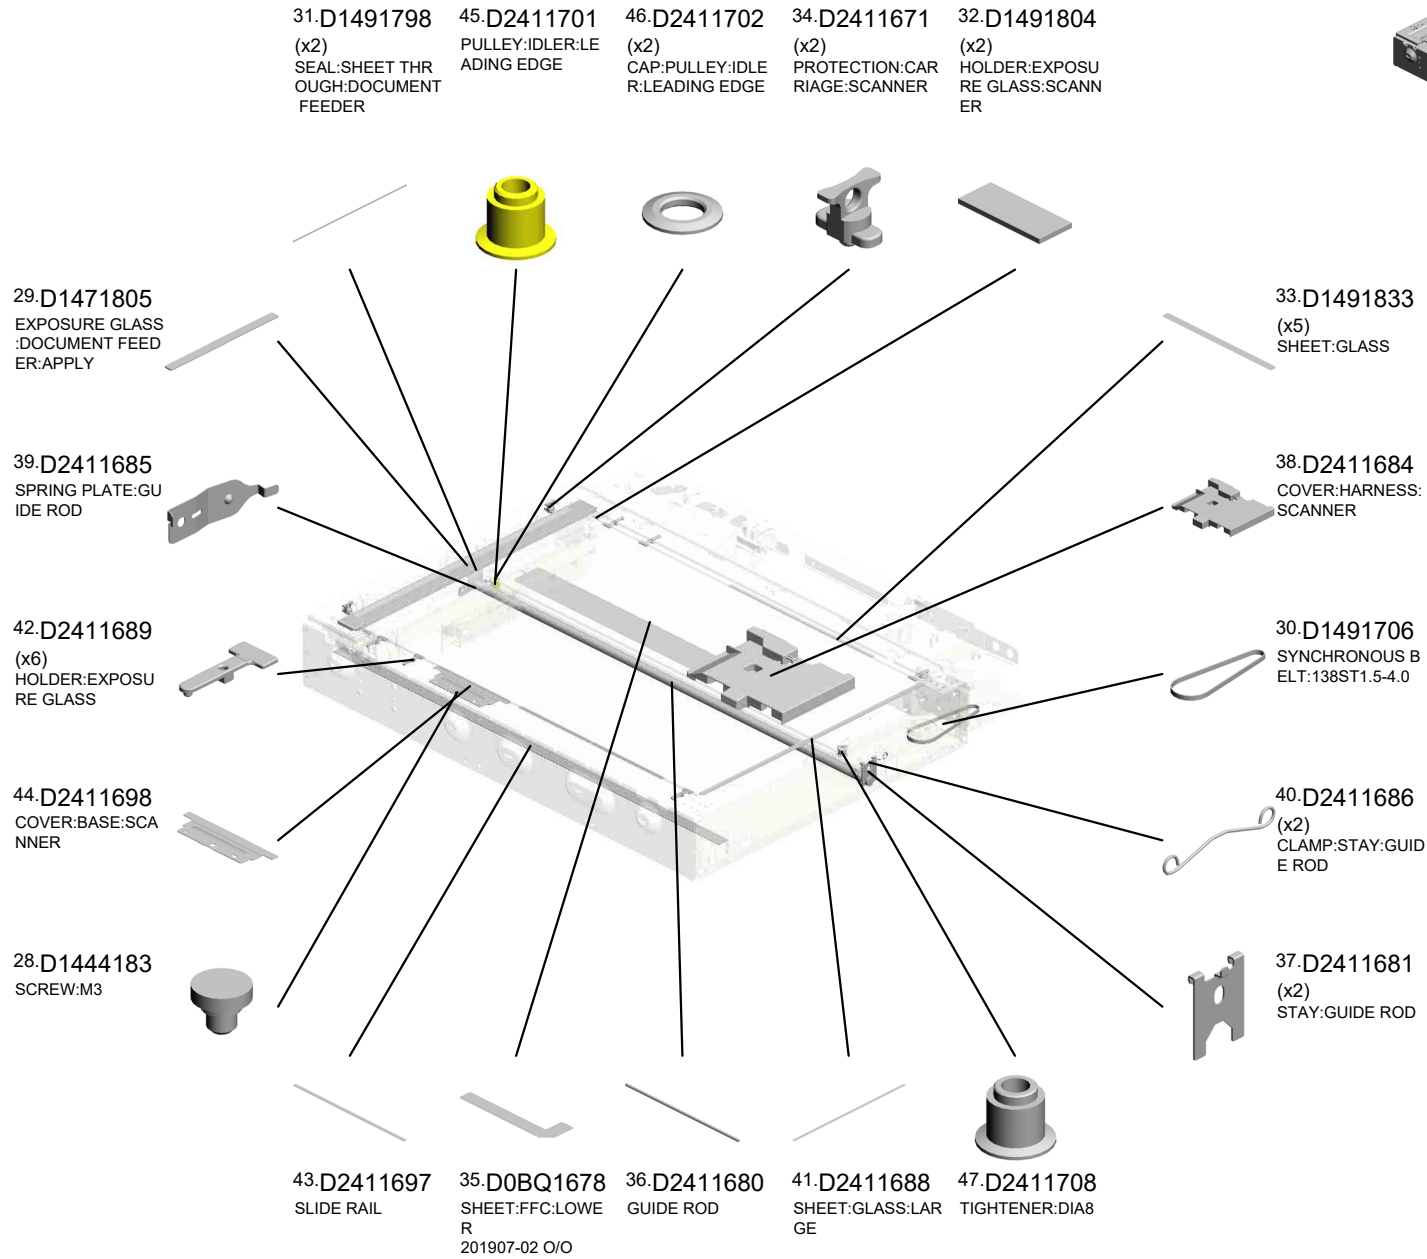 31.D1491798
(x2)
SEAL:SHEET THR
OUGH:DOCUMENT
FEEDER
45.D2411701
PULLEY:IDLER:LE
ADING EDGE
46.D2411702
(x2)
CAP:PULLEY:IDLE
R:LEADING EDGE
34.D2411671
(x2)
PROTECTION:CAR
RIAGE:SCANNER
32.D1491804
(x2)
HOLDER:EXPOSU
RE GLASS:SCANN
ER
29.D1471805
EXPOSURE GLASS
:DOCUMENT FEED
ER:APPLY
33.D1491833
(x5)
SHEET:GLASS
39.D2411685
SPRING PLATE:GU
IDE ROD
38.D2411684
COVER:HARNESS:
SCANNER
42.D2411689
(x6)
HOLDER:EXPOSU
RE GLASS
30.D1491706
SYNCHRONOUS B
ELT:138ST1.5-4.0
44.D2411698
COVER:BASE:SCA
NNER
40.D2411686
(x2)
CLAMP:STAY:GUID
E ROD
28.D1444183
SCREW:M3
37.D2411681
(x2)
STAY:GUIDE ROD
43.D2411697
SLIDE RAIL
35.D0BQ1678
SHEET:FFC:LOWE
R
201907-02 O/O
36.D2411680
GUIDE ROD
41.D2411688
SHEET:GLASS:LAR
GE
47.D2411708
TIGHTENER:DIA8